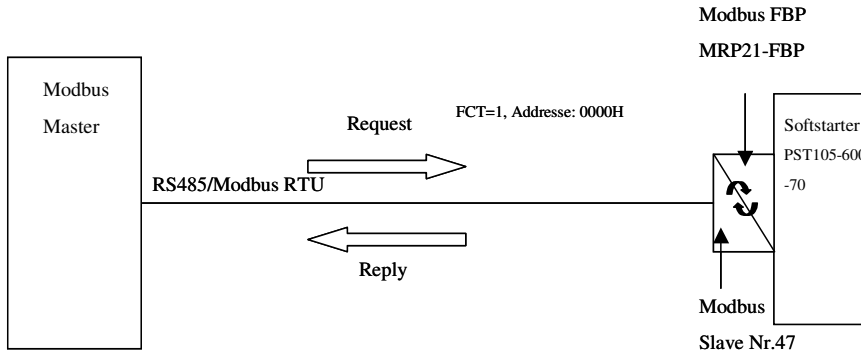 Modbus FBP
MRP21-FBP
Modbus
Master
Request
FCT=1, Addresse: 0000H
Softstarter
PST105-600
-70
RS485/Modbus RTU
Reply
Modbus
Slave Nr.47